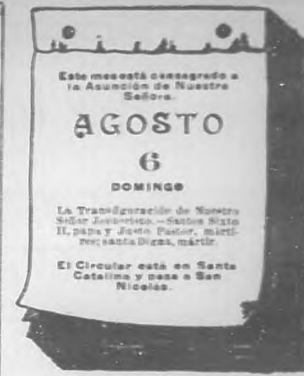 Este mes está consagrado a
la Asunción de Nuestra
Señora.
AGOSTO
6
DOMINGO
La Transfiguración de Nuestro
Señor Jesucristo.—Santos Sixto
II, papa y Justo Pastor, márti-
res; santa Digna, mártir.
El Circular está en Santa
Catalina y pasa a San
Nicolás.